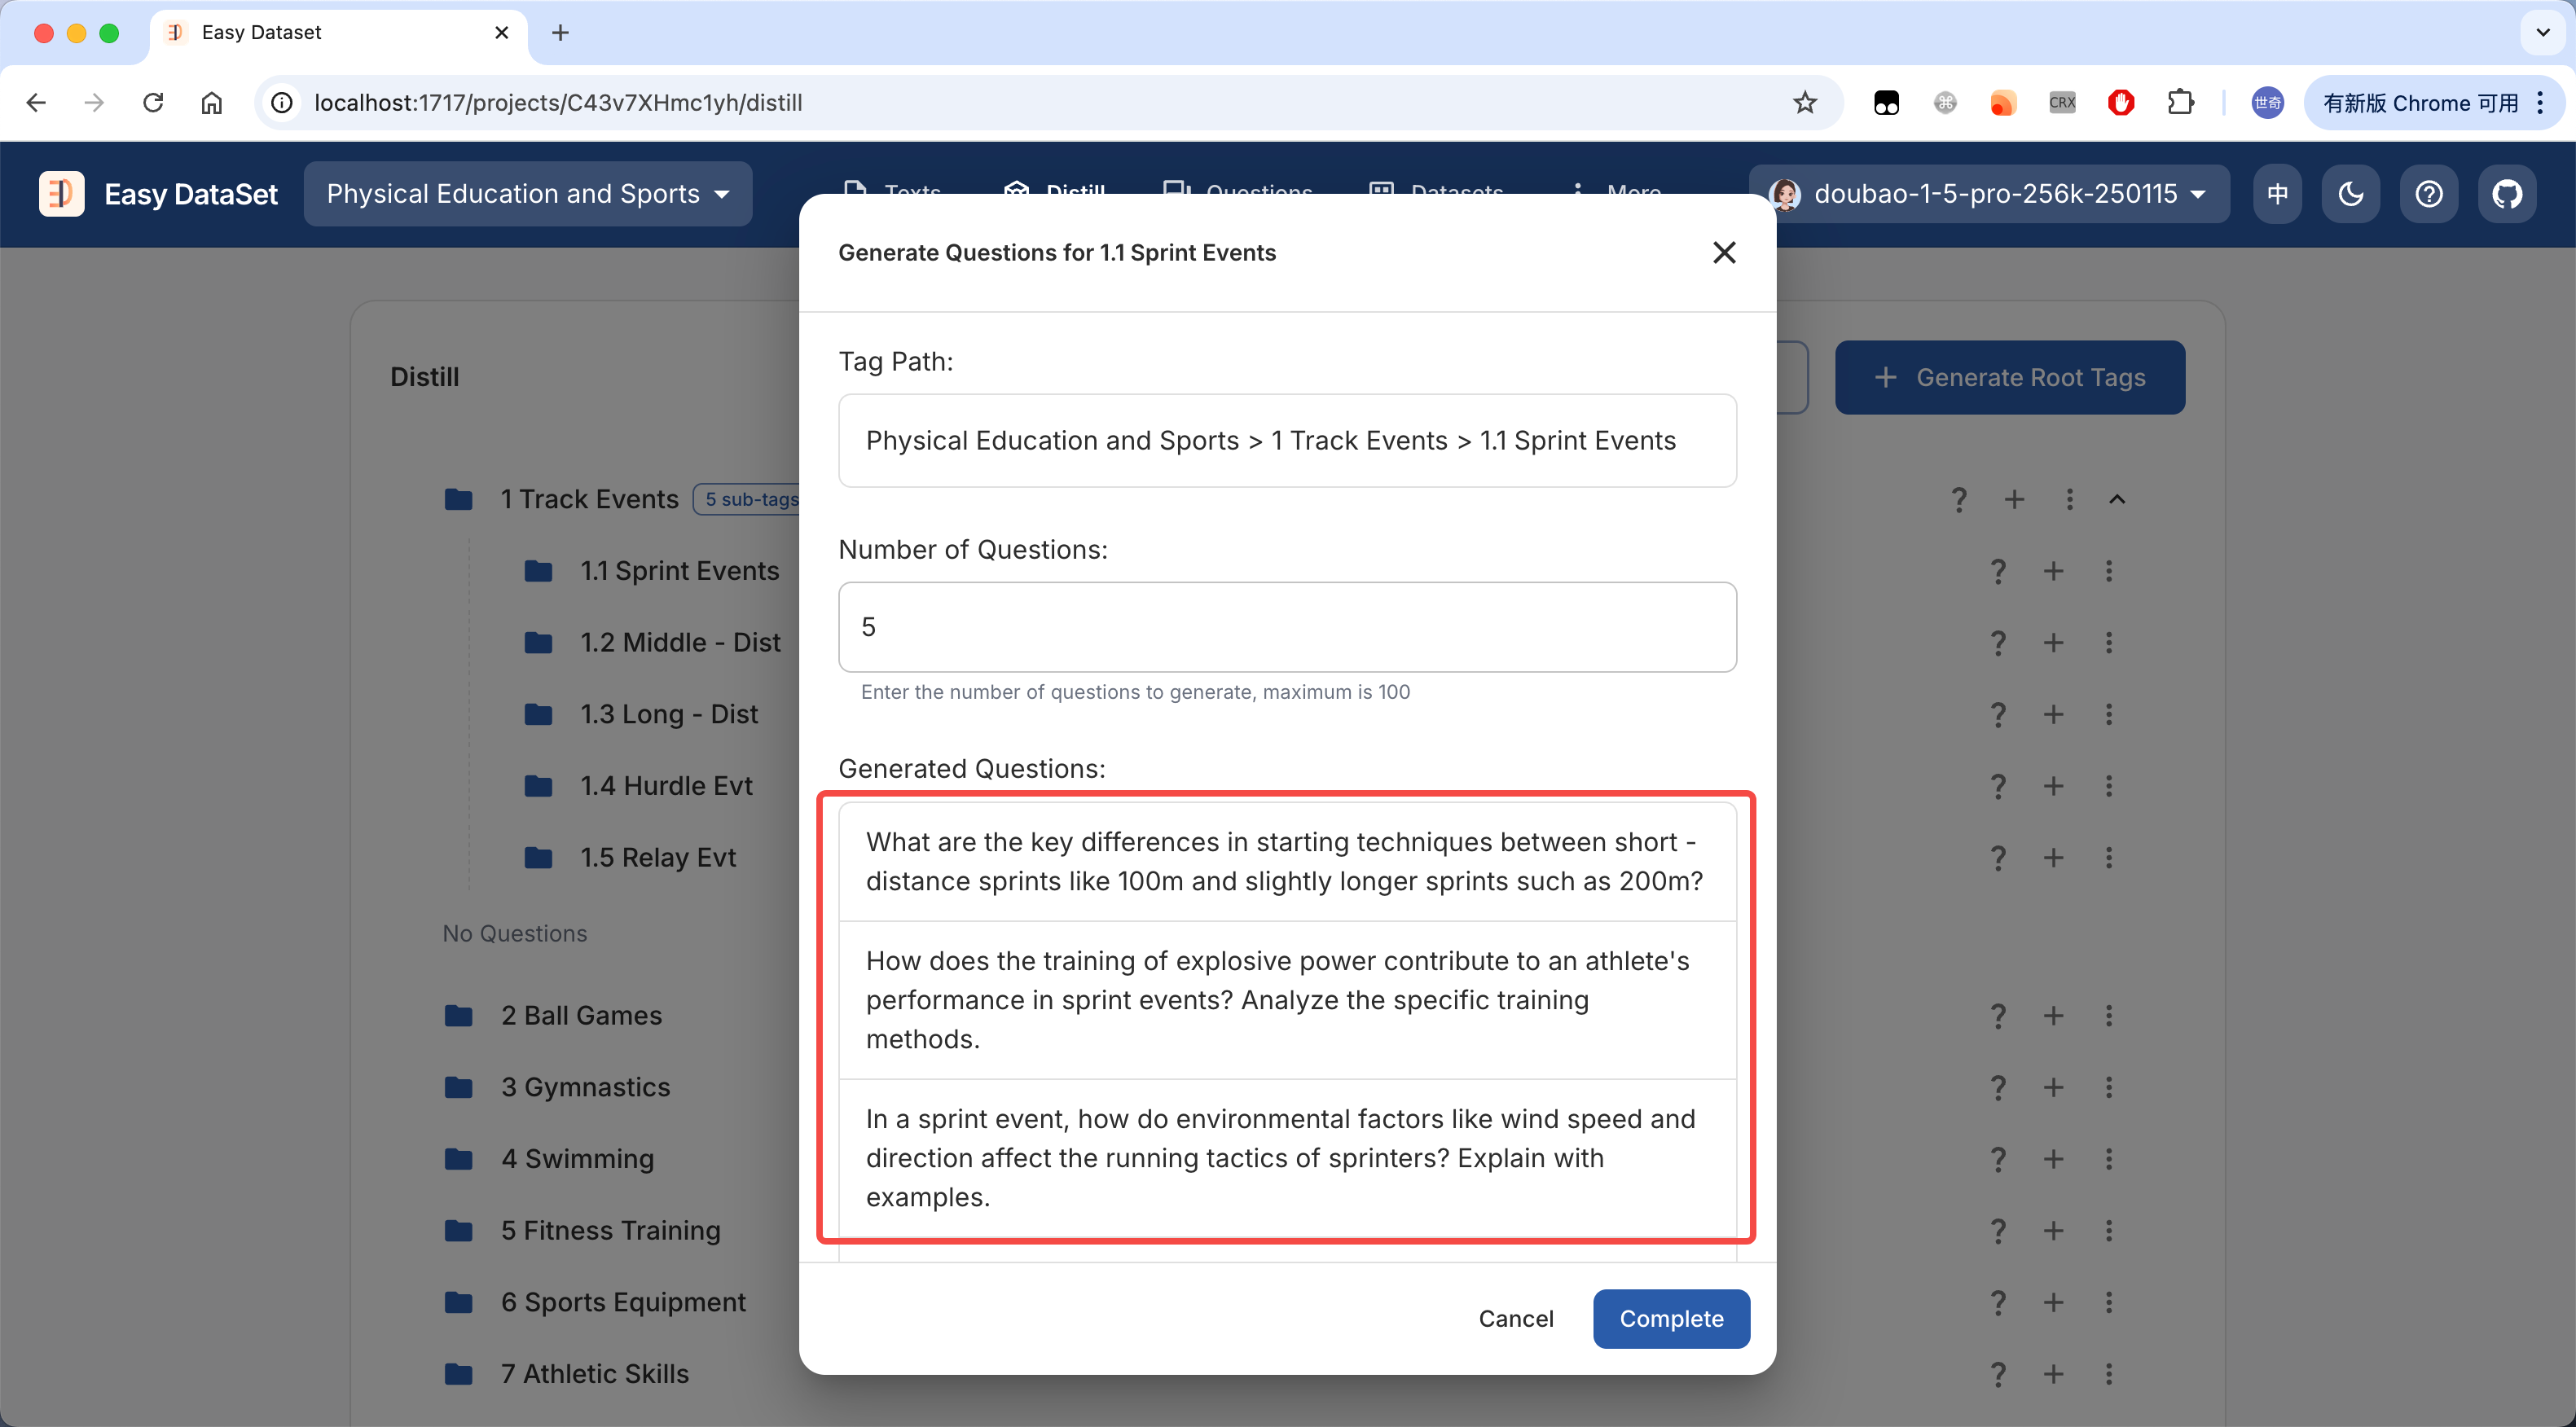 Easy Dataset
localhost:1717/projects/C43v7XHmc1yh/distill
CRX
世奇
有新版 Chrome 可用
Easy DataSet
Physical Education and Sports
Texts
Distill
Questions
Datasets
More
doubao-1-5-pro-256k-250115
中
Generate Questions for 1.1 Sprint Events
Tag Path:
Physical Education and Sports > 1 Track Events > 1.1 Sprint Events
Number of Questions:
5
Enter the number of questions to generate, maximum is 100
Generated Questions:
What are the key differences in starting techniques between short -
distance sprints like 100m and slightly longer sprints such as 200m?
How does the training of explosive power contribute to an athlete's
performance in sprint events? Analyze the specific training
methods.
In a sprint event, how do environmental factors like wind speed and
direction affect the running tactics of sprinters? Explain with
examples.
Cancel
Complete
Distill
Generate Root Tags
1 Track Events
5 sub-tags
1.1 Sprint Events
1.2 Middle - Dist
1.3 Long - Dist
1.4 Hurdle Evt
1.5 Relay Evt
No Questions
2 Ball Games
3 Gymnastics
4 Swimming
5 Fitness Training
6 Sports Equipment
7 Athletic Skills